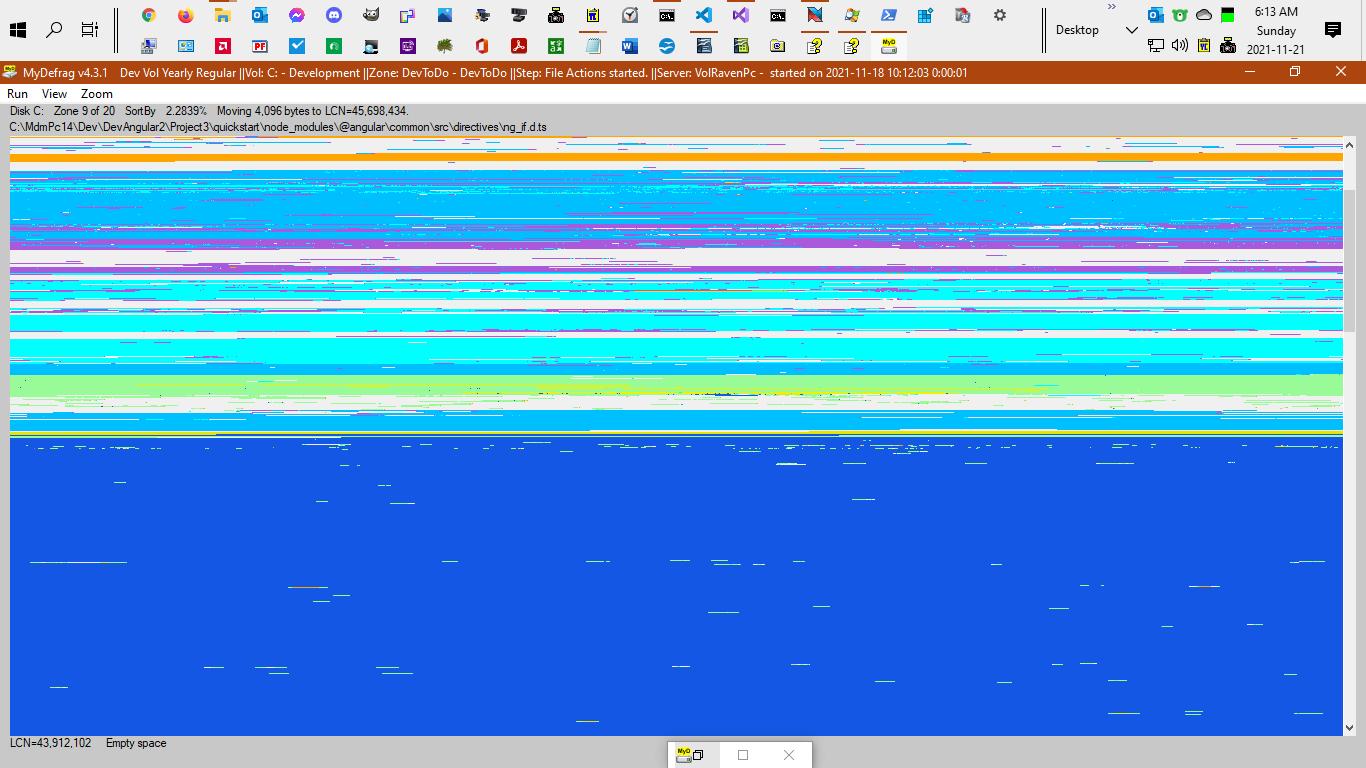 6:13 AM
Desktop
Sunday
2021-11-21
MyDefrag v4.3.1 Dev Vol Yearly Regular ||Vol: C: - Development ||Zone: DevToDo - DevToDo ||Step: File Actions started. ||Server: VolRavenPc - started on 2021-11-18 10:12:03 0:00:01
Run View Zoom
Disk C: Zone 9 of 20 SortBy 2.2839% Moving 4,096 bytes to LCN=45,698,434.
C:\MdmPc14\Dev\DevAngular2\Project3\quickstart\node_modules\@angular\common\src\directives\ng_if.d.ts
LCN=43,912,102 Empty space
MyD